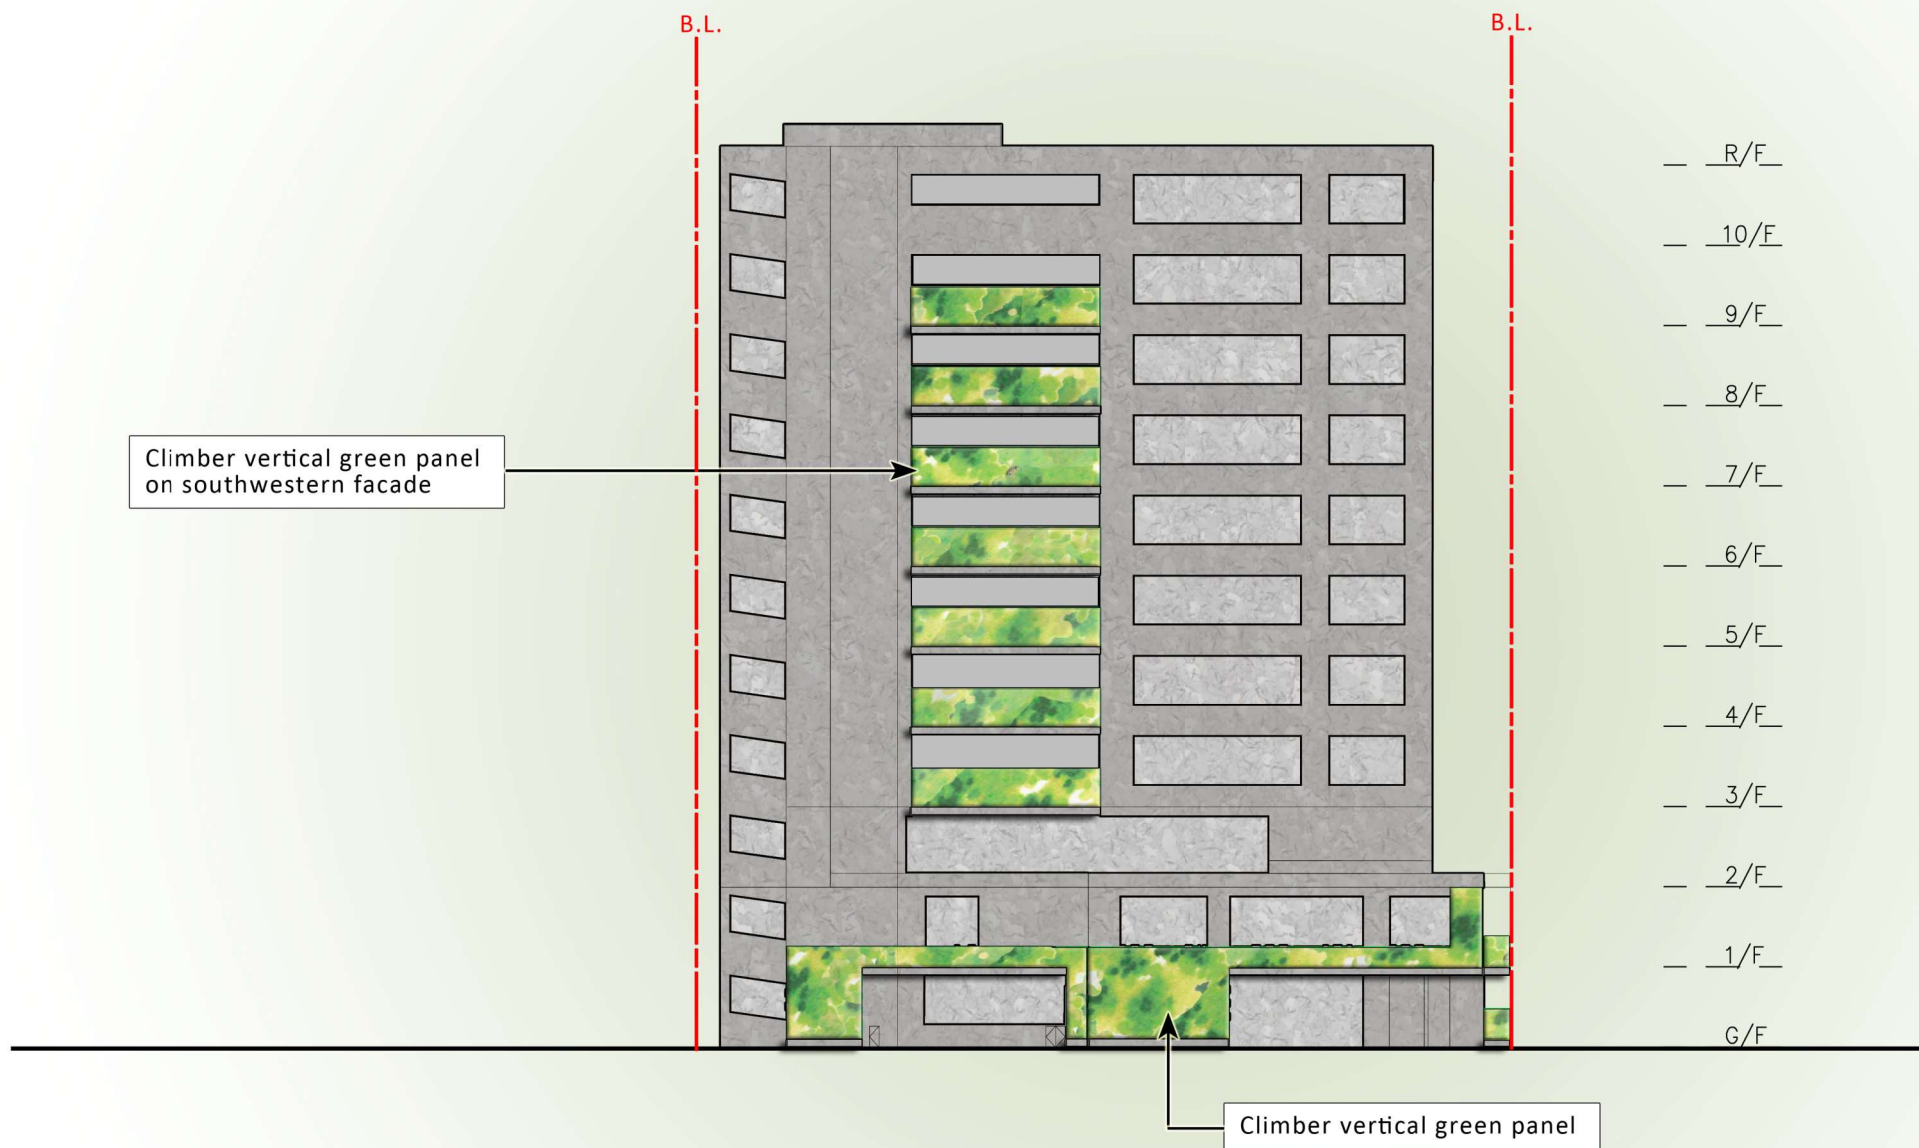 B.L.
B.L.
R/F
10/F
9/F
8/F
Climber vertical green panel
on southwestern facade
7/F
6/F
5/F
4/F
3/F
2/F
1/F
G/F
Climber vertical green panel